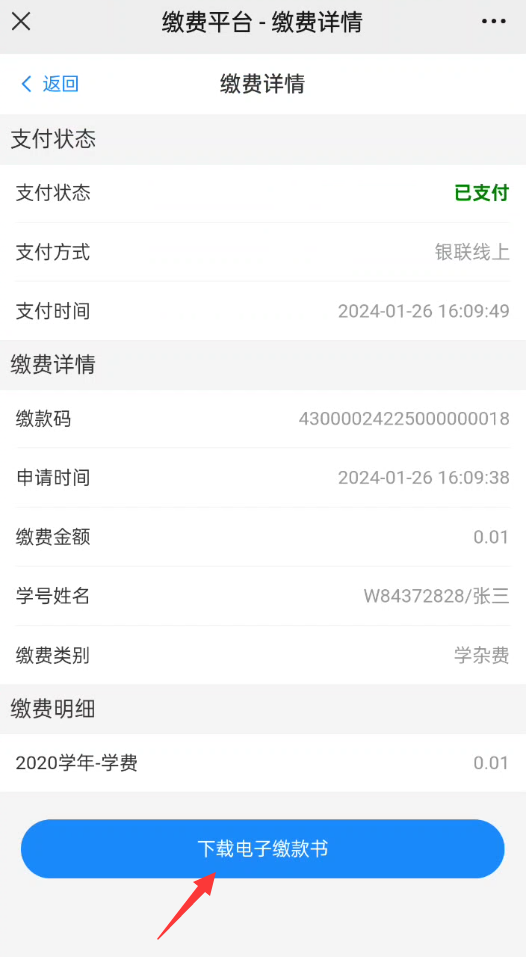 缴费平台 - 缴费详情
返回
缴费详情
支付状态
支付状态 已支付
支付方式 银联线上
支付时间 2024-01-26 16:09:49
缴费详情
缴款码 43000024225000000018
申请时间 2024-01-26 16:09:38
缴费金额 0.01
学号姓名 W84372828/张三
缴费类别 学杂费
缴费明细
2020学年-学费 0.01
下载电子缴款书